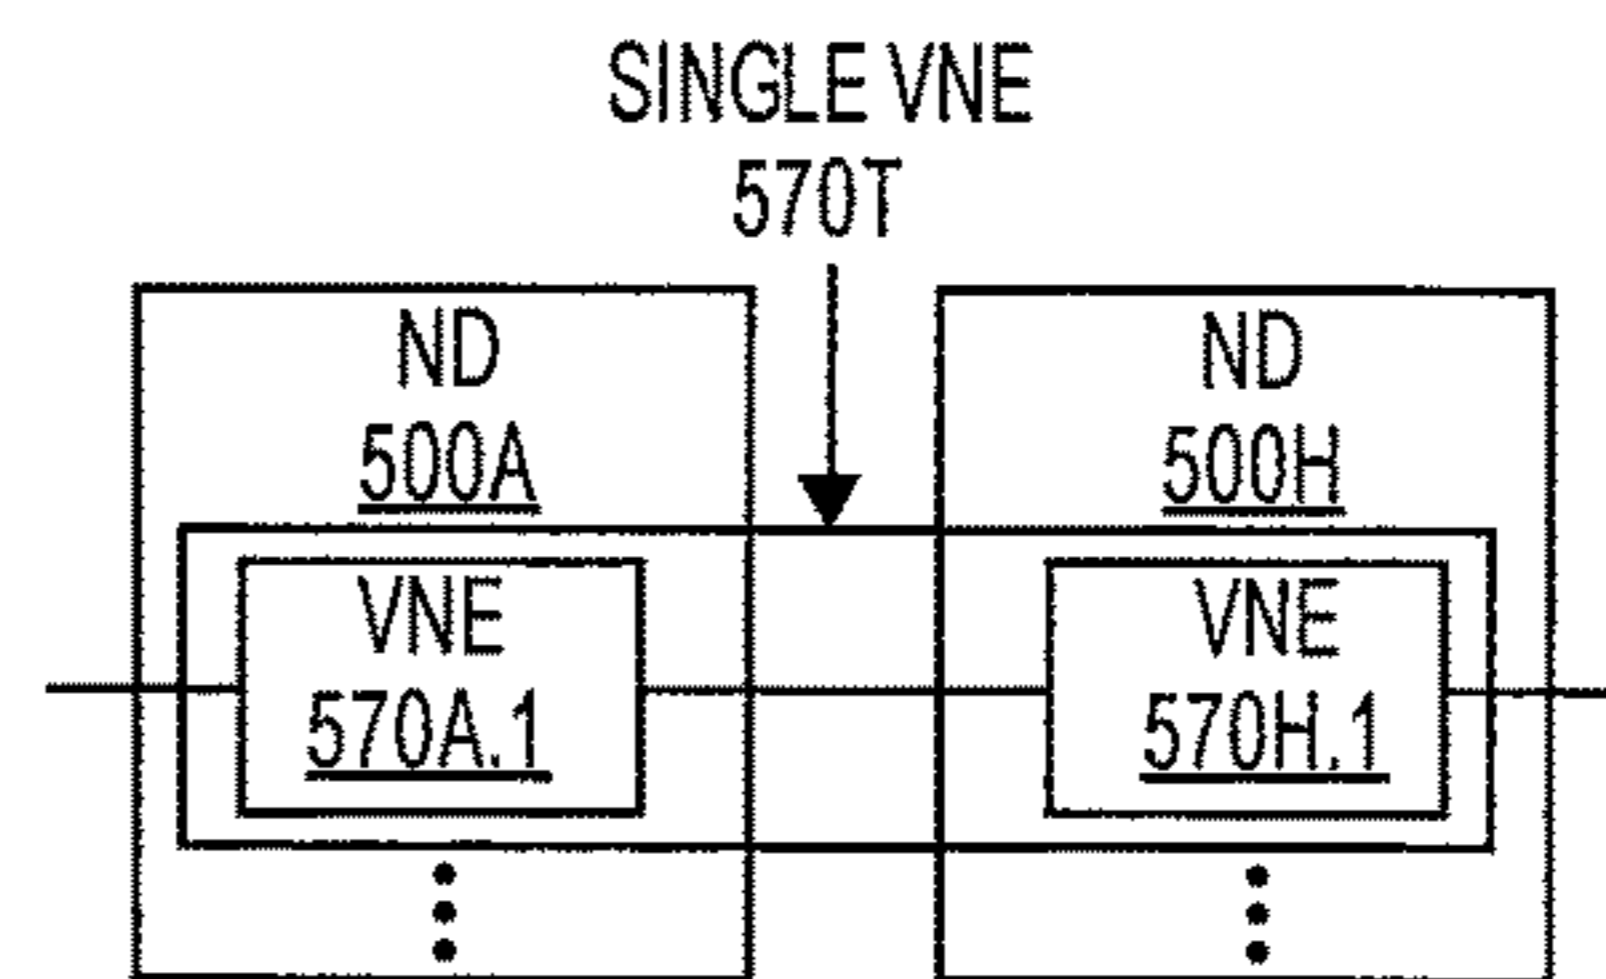 SINGLE VNE
570T
ND
500A
ND
500H
VNE
570A.1
VNE
570H.1